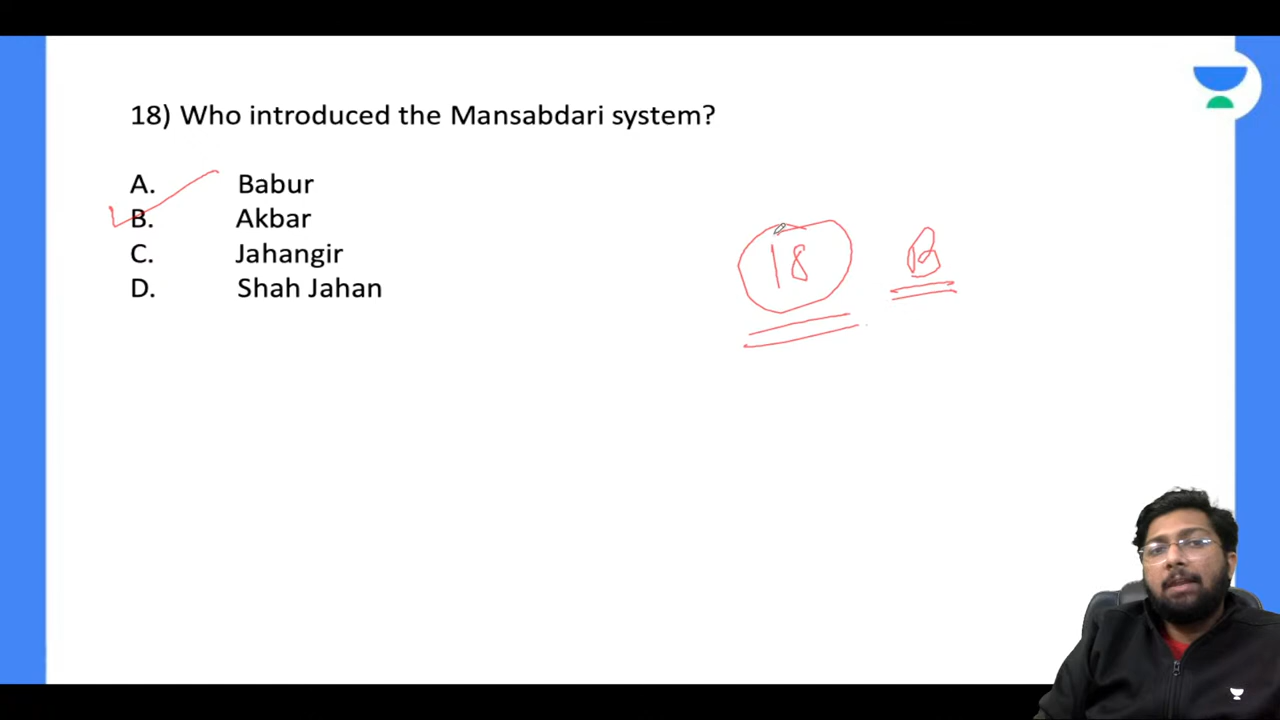 18) Who introduced the Mansabdari system?
A. Babur
B. Akbar
C. Jahangir
D. Shah Jahan
18 B